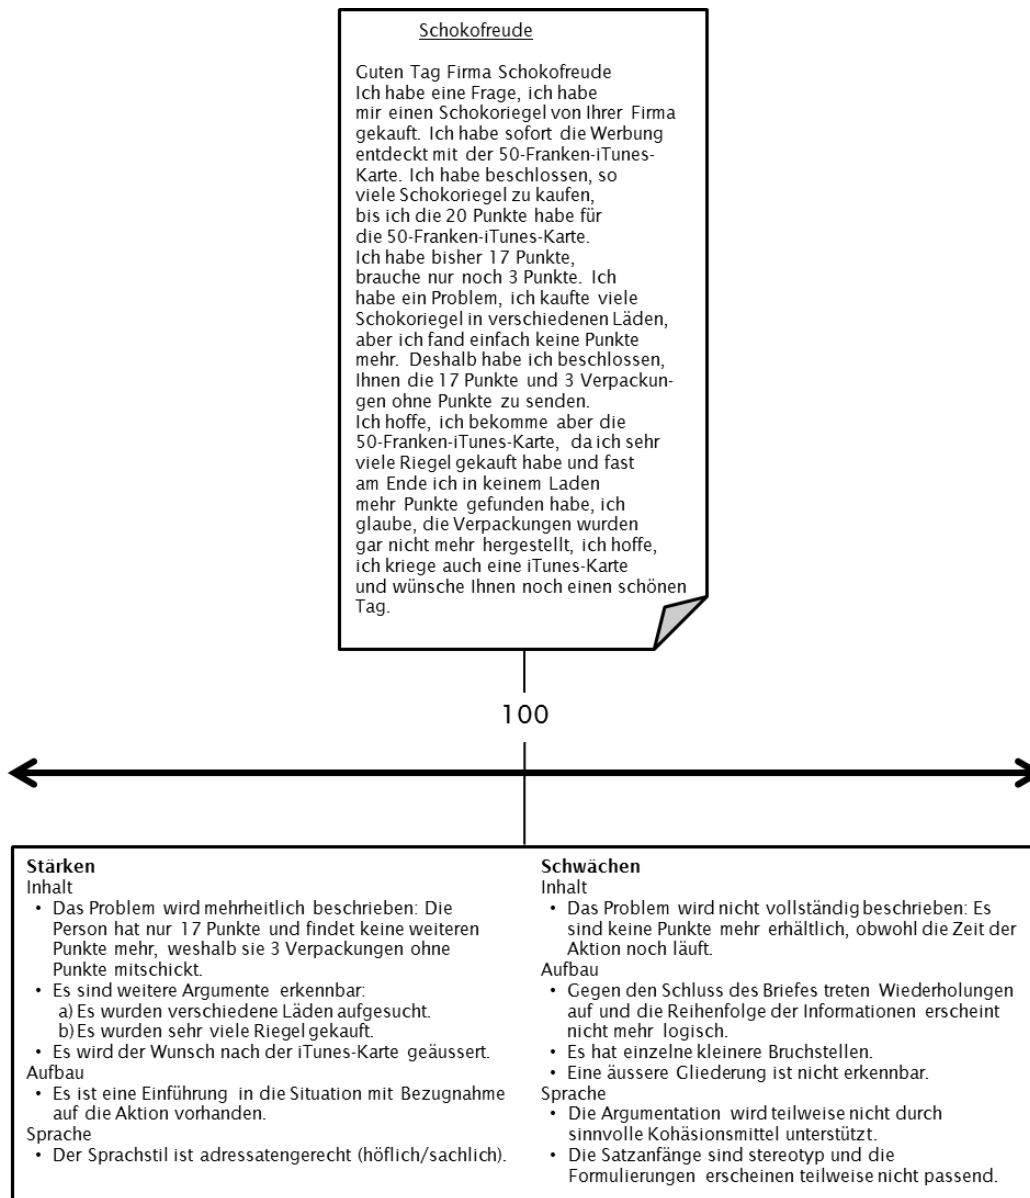 Schokofreude
Guten Tag Firma Schokofreude
Ich habe eine Frage, ich habe
mir einen Schokoriegel von Ihrer Firma
gekauft. Ich habe sofort die Werbung
entdeckt mit der 50-Franken-iTunes-
Karte. Ich habe beschlossen, so
viele Schokoriegel zu kaufen,
bis ich die 20 Punkte habe für
die 50-Franken-iTunes-Karte.
Ich habe bisher 17 Punkte,
brauche nur noch 3 Punkte. Ich
habe ein Problem, ich kaufte viele
Schokoriegel in verschiedenen Läden,
aber ich fand einfach keine Punkte
mehr. Deshalb habe ich beschlossen,
Ihnen die 17 Punkte und 3 Verpackun-
gen ohne Punkte zu senden.
Ich hoffe, ich bekomme aber die
50-Franken-iTunes-Karte, da ich sehr
viele Riegel gekauft habe und fast
am Ende ich in keinem Laden
mehr Punkte gefunden habe, ich
glaube, die Verpackungen wurden
gar nicht mehr hergestellt, ich hoffe,
ich kriege auch eine iTunes-Karte
und wünsche Ihnen noch einen schönen
Tag.
100
Stärken
Inhalt
• Das Problem wird mehrheitlich beschrieben: Die
Person hat nur 17 Punkte und findet keine weiteren
Punkte mehr, weshalb sie 3 Verpackungen ohne
Punkte mitschickt.
• Es sind weitere Argumente erkennbar:
a) Es wurden verschiedene Läden aufgesucht.
b) Es wurden sehr viele Riegel gekauft.
• Es wird der Wunsch nach der iTunes-Karte geäussert.
Aufbau
• Es ist eine Einführung in die Situation mit Bezugnahme
auf die Aktion vorhanden.
Sprache
• Der Sprachstil ist adressatengerecht (höflich/sachlich).
Schwächen
Inhalt
• Das Problem wird nicht vollständig beschrieben: Es
sind keine Punkte mehr erhältlich, obwohl die Zeit der
Aktion noch läuft.
Aufbau
• Gegen den Schluss des Briefes treten Wiederholungen
auf und die Reihenfolge der Informationen erscheint
nicht mehr logisch.
• Es hat einzelne kleinere Bruchstellen.
• Eine äussere Gliederung ist nicht erkennbar.
Sprache
• Die Argumentation wird teilweise nicht durch
sinnvolle Kohäsionsmittel unterstützt.
• Die Satzanfänge sind stereotyp und die
Formulierungen erscheinen teilweise nicht passend.